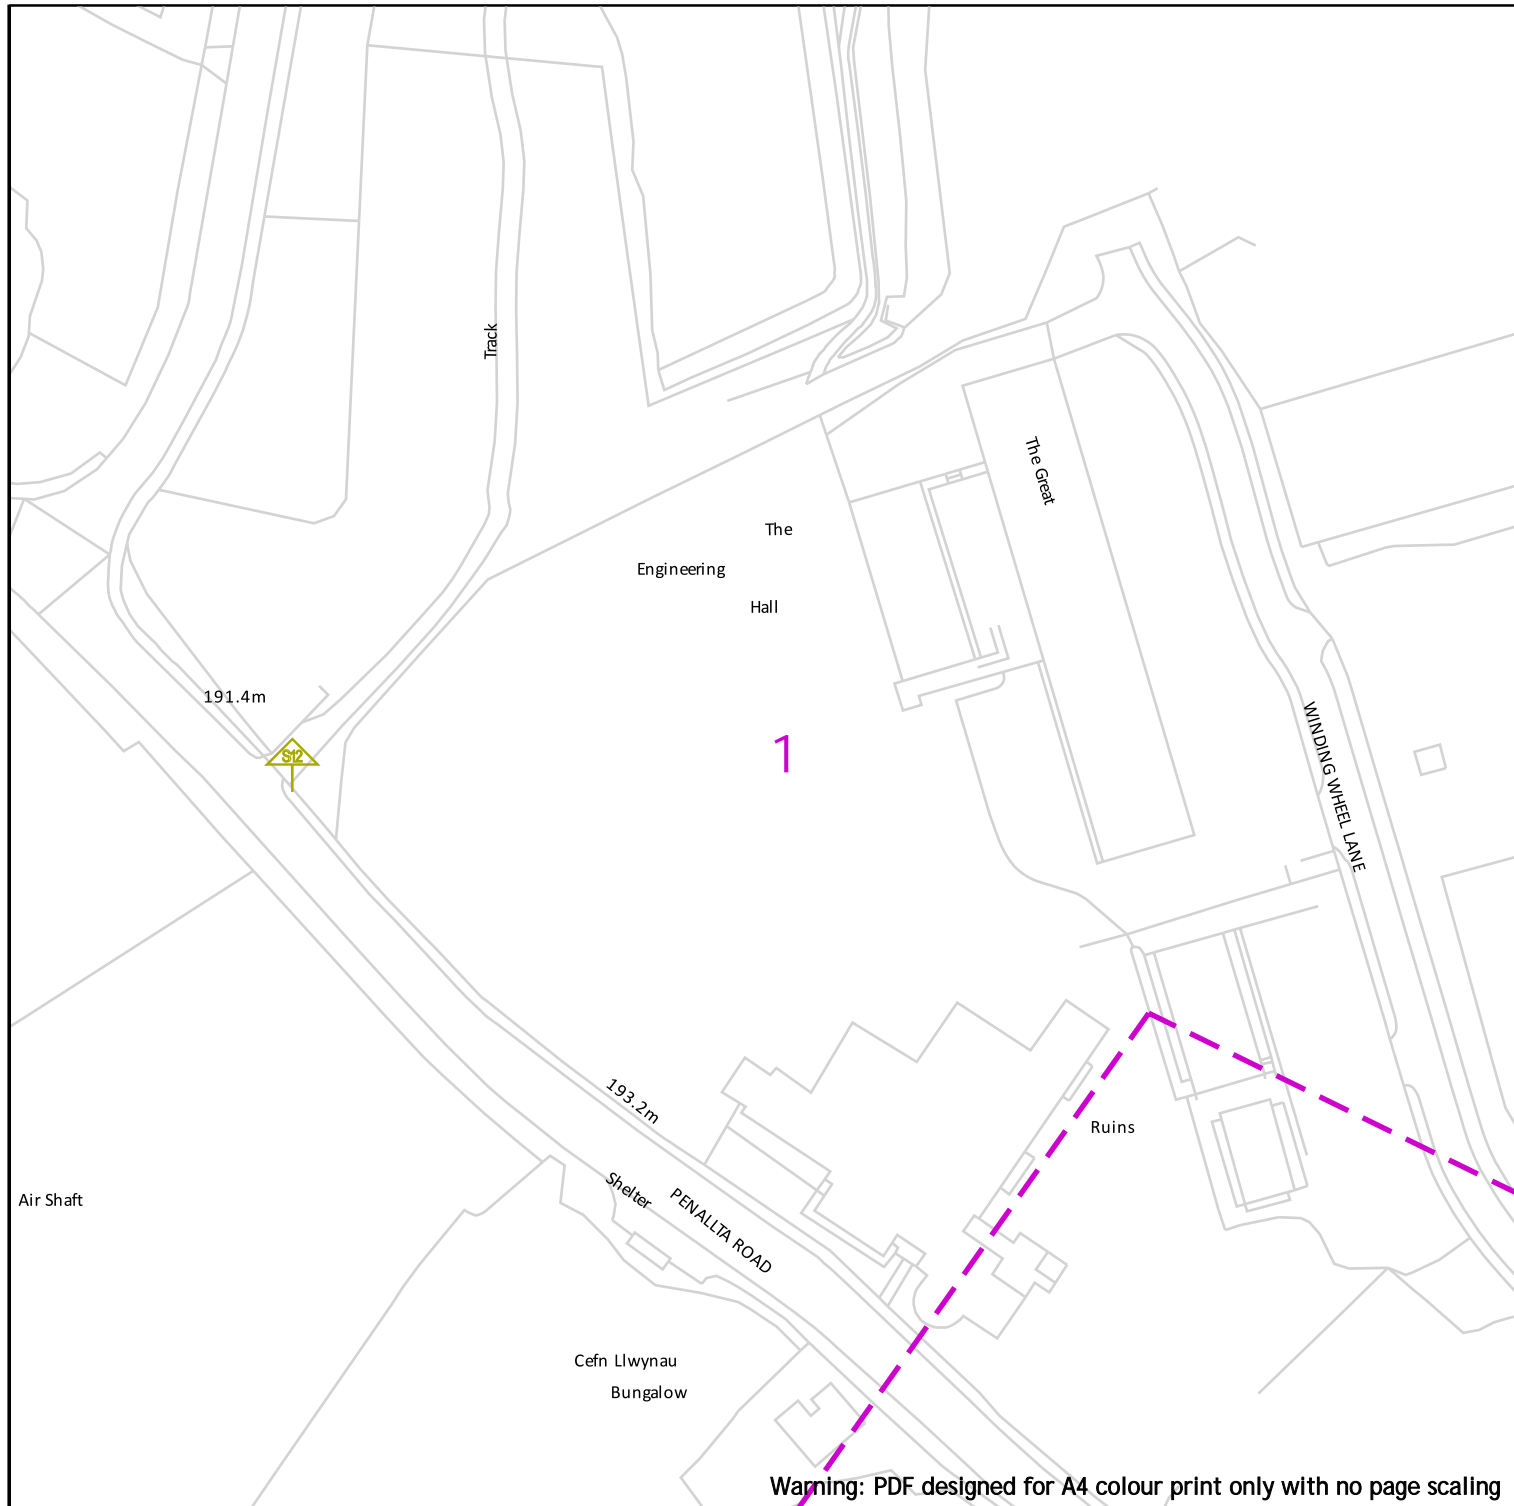 Track
The Great
The
Engineering
Hall
191.4m
S12
1
WINDING WHEEL LANE
193.2m
Ruins
Shelter
PENALLTA ROAD
Air Shaft
Cefn Llwynau
Bungalow
Warning: PDF designed for A4 colour print only with no page scaling